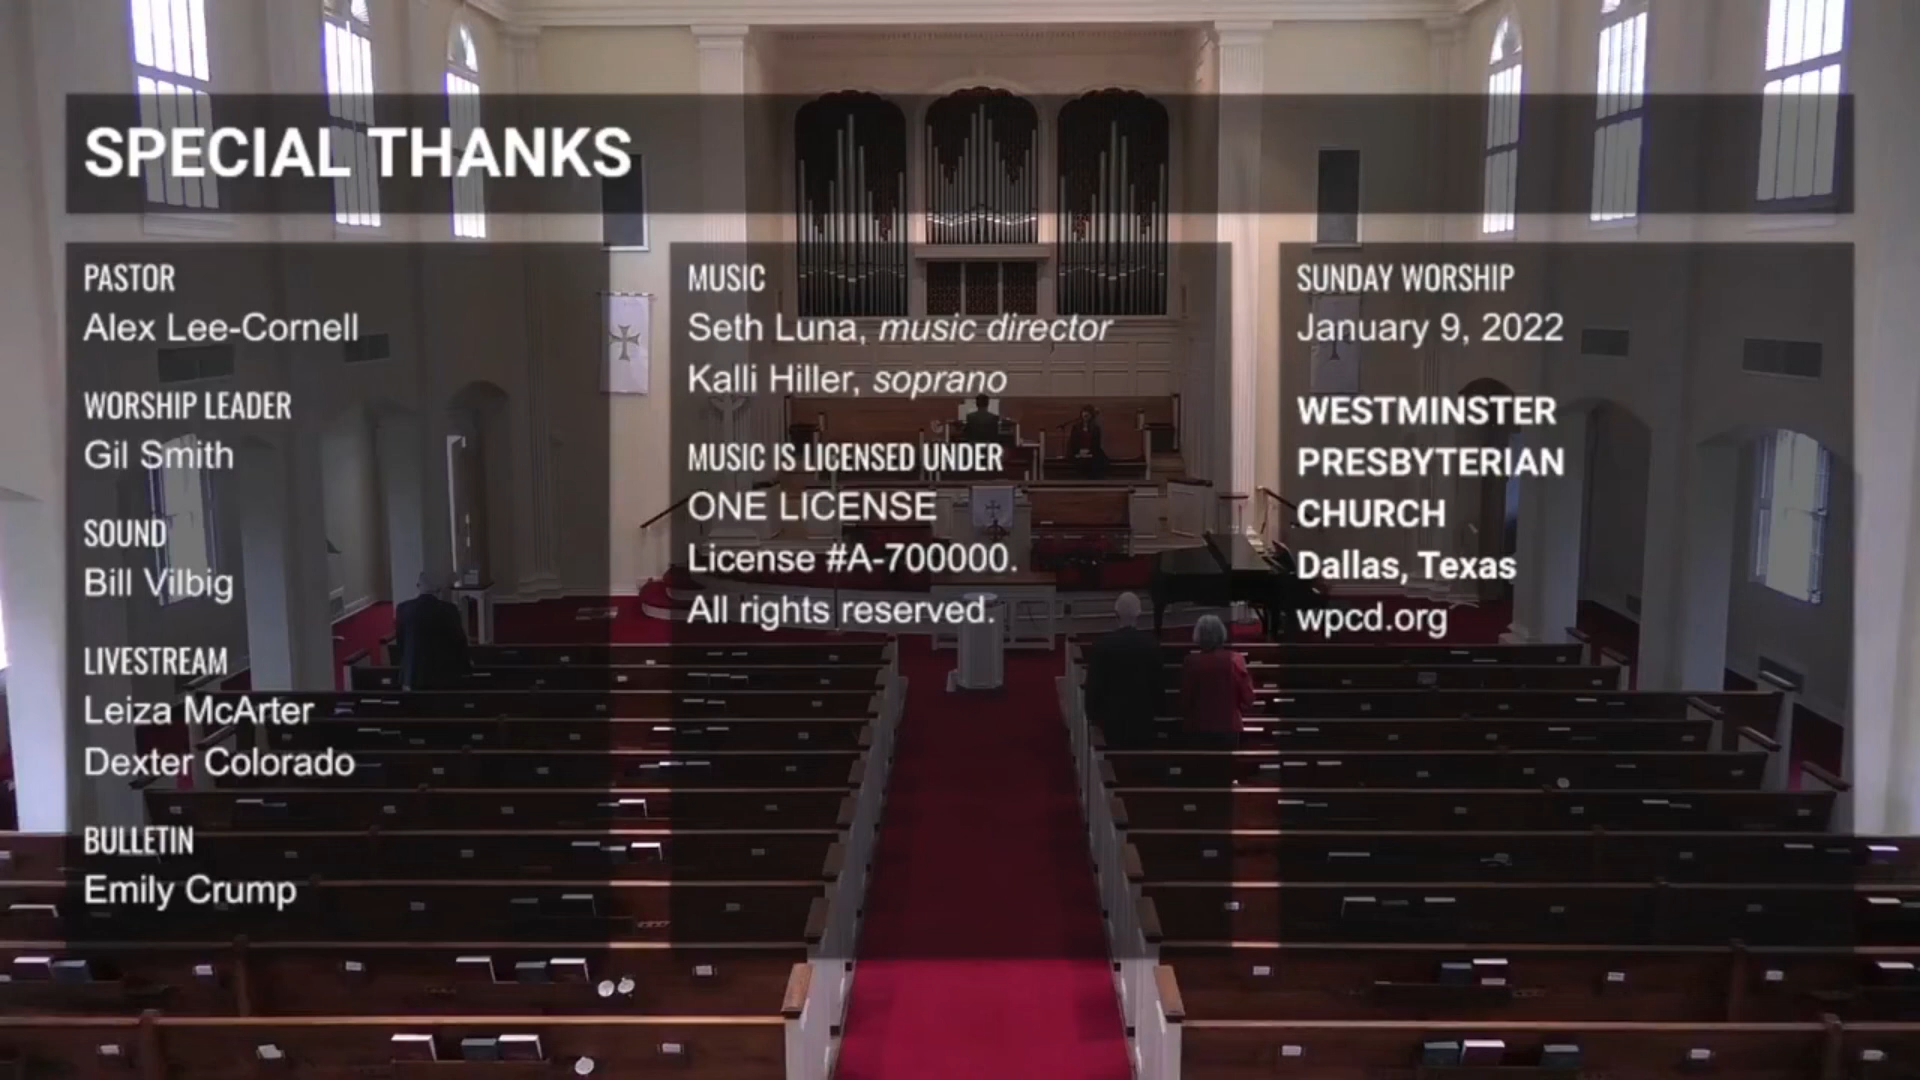 SPECIAL THANKS
PASTOR
Alex Lee-Cornell
WORSHIP LEADER
Gil Smith
SOUND
Bill Vilbig
LIVESTREAM
Leiza McArter
Dexter Colorado
BULLETIN
Emily Crump
MUSIC
Seth Luna, music director
Kalli Hiller, soprano
MUSIC IS LICENSED UNDER
ONE LICENSE
License #A-700000.
All rights reserved.
SUNDAY WORSHIP
January 9, 2022
WESTMINSTER
PRESBYTERIAN
CHURCH
Dallas, Texas
wpcd.org